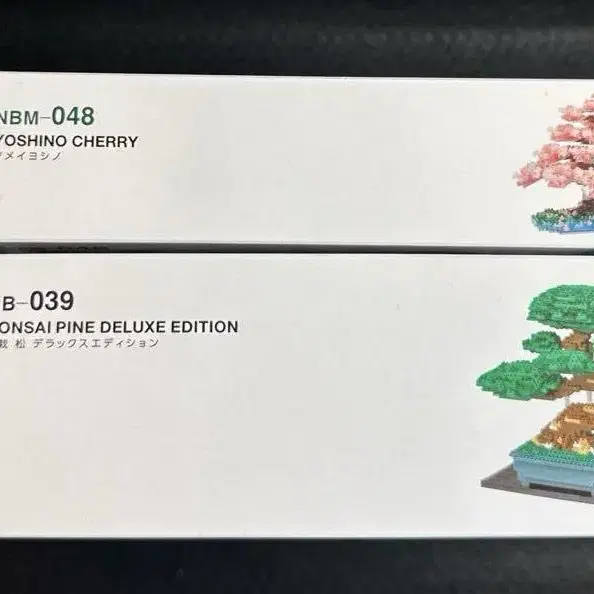 NBM-048
YOSHINO CHERRY
メイヨシノ
B-039
ONSAI PINE DELUXE EDITION
栽 松 デラックスエディション